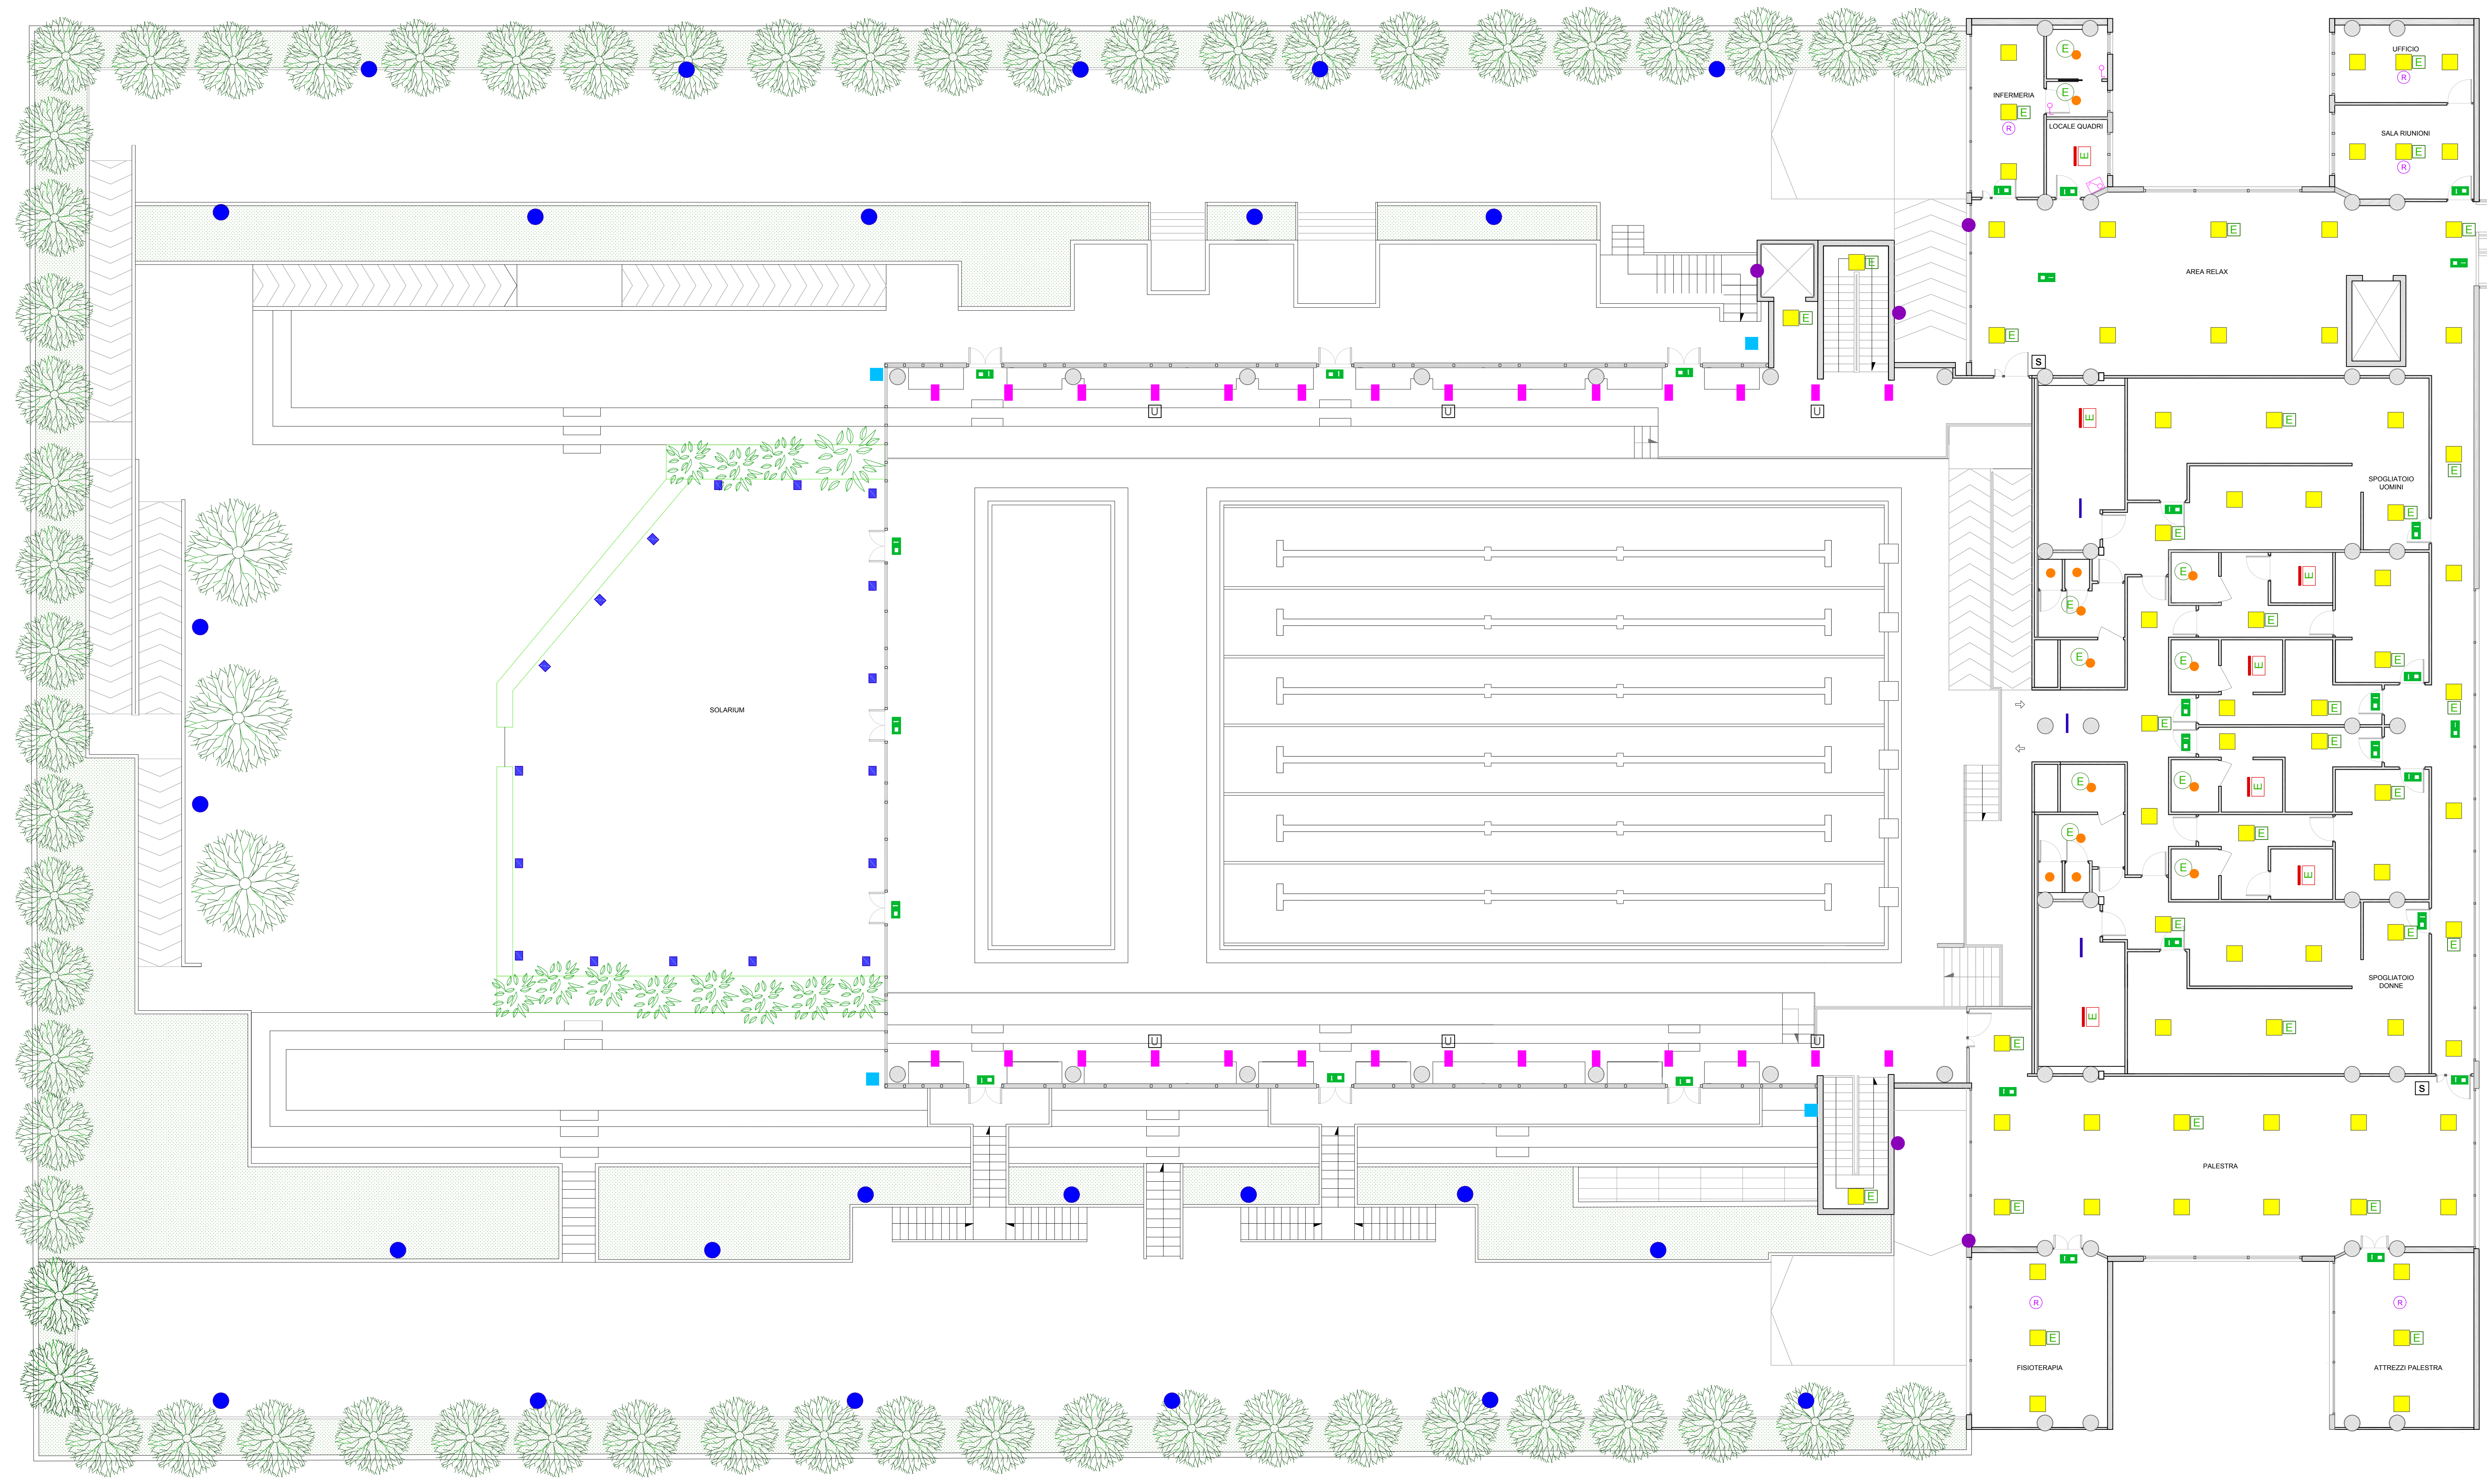 UFFICIO
INFERMERIA
LOCALE QUADRI
SALA RIUNIONI
AREA RELAX
SPOGLIATOIO
UOMINI
SOLARIUM
SPOGLIATOIO
DONNE
PALESTRA
FISIOTERAPIA
ATTREZZI PALESTRA